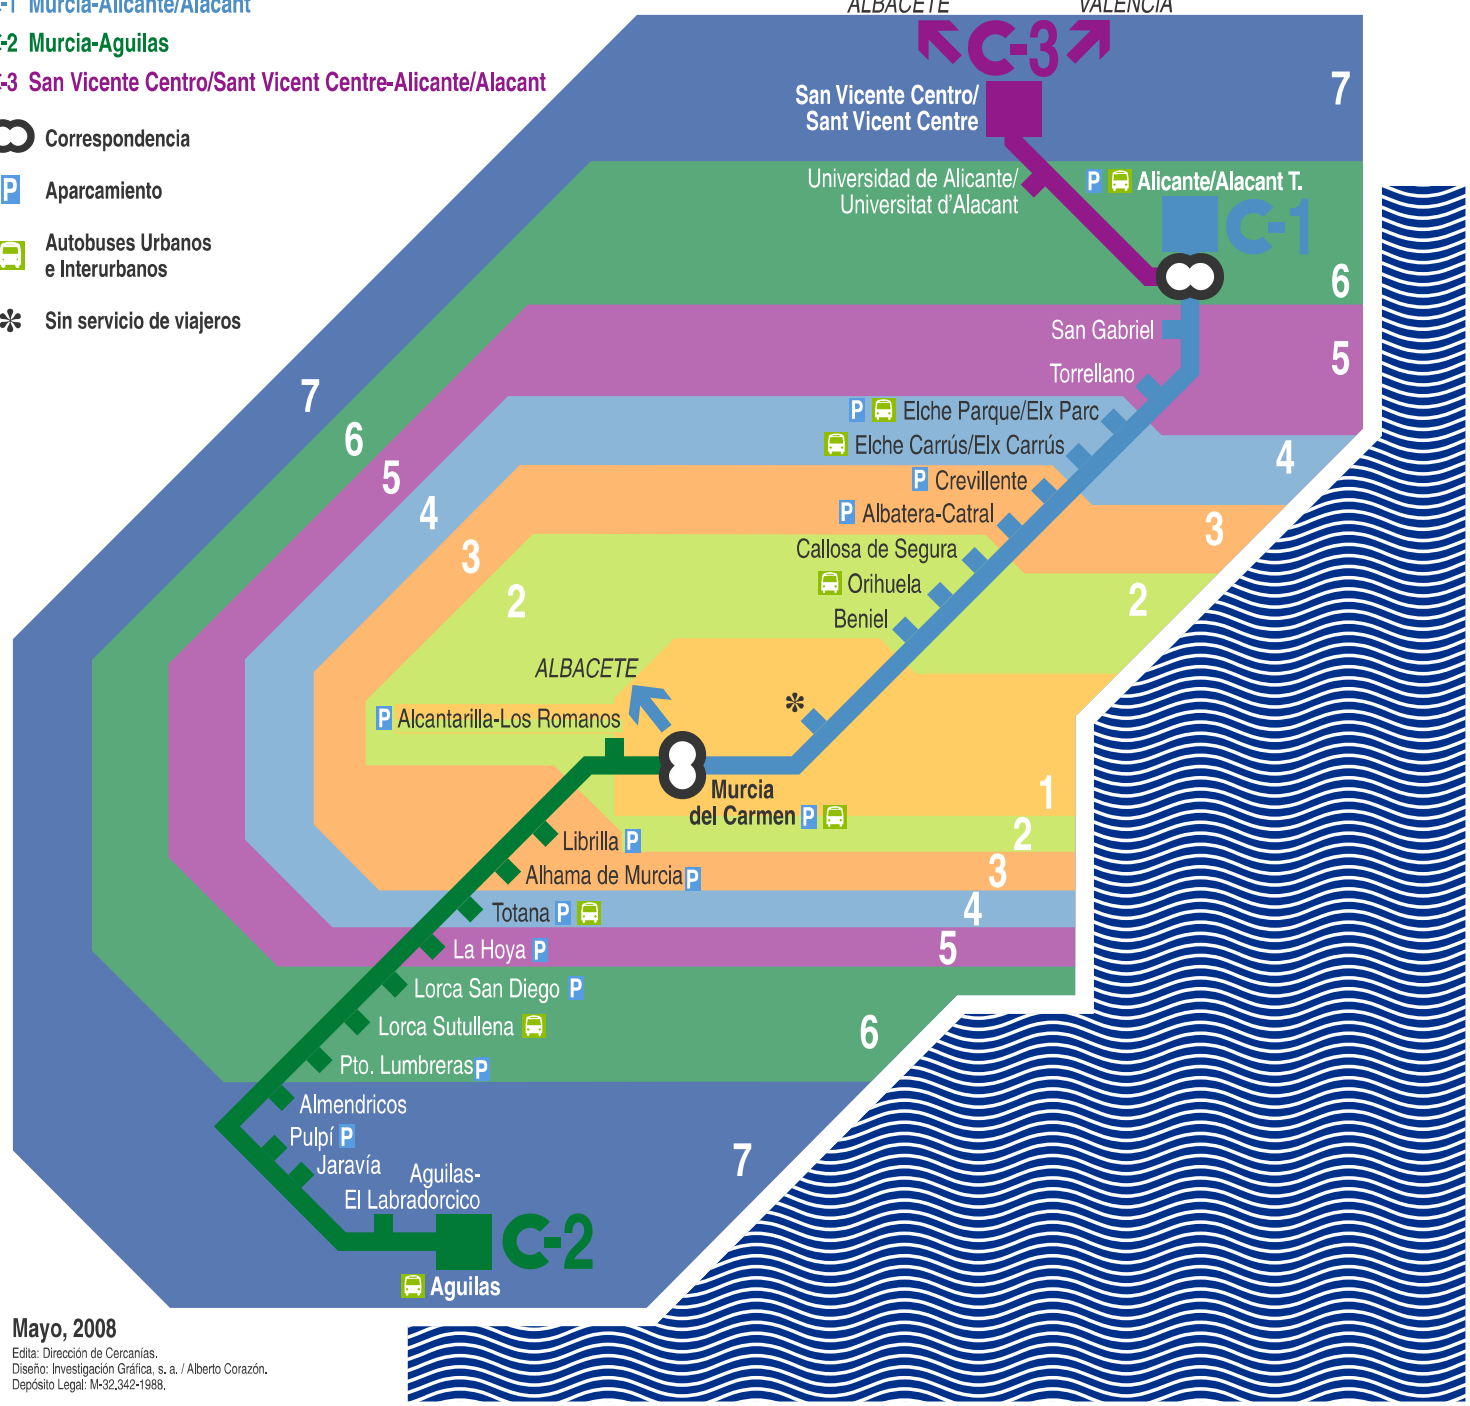 C-1 Murcia-Alicante/Alacant
C-2 Murcia-Aguilas
C-3 San Vicente Centro/Sant Vicent Centre-Alicante/Alacant
Correspondencia
P Aparcamiento
Autobuses Urbanos
e Interurbanos
✻ Sin servicio de viajeros
ALBACETE
VALENCIA
C-3
San Vicente Centro/
Sant Vicent Centre
7
Universidad de Alicante/
Universitat d’Alacant
P Alicante/Alacant T.
C-1
6
San Gabriel
5
Torrellano
P Elche Parque/Elx Parc
Elche Carrús/Elx Carrús
4
P Crevillente
P Albatera-Catral
3
Callosa de Segura
P Orihuela
2
Beniel
7
6
5
4
3
2
ALBACETE
✻
P Alcantarilla-Los Romanos
Murcia
del Carmen P
1
2
3
4
5
6
7
Librilla P
Alhama de Murcia P
Totana P
La Hoya P
Lorca San Diego P
Lorca Sutullena
Pto. Lumbreras P
Almendricos
Pulpí P
Jaravía
Aguilas-
El Labradorcico
C-2
Aguilas
Mayo, 2008
Edita: Dirección de Cercanías.
Diseño: Investigación Gráfica, s. a. / Alberto Corazón.
Depósito Legal: M-32.342-1988.